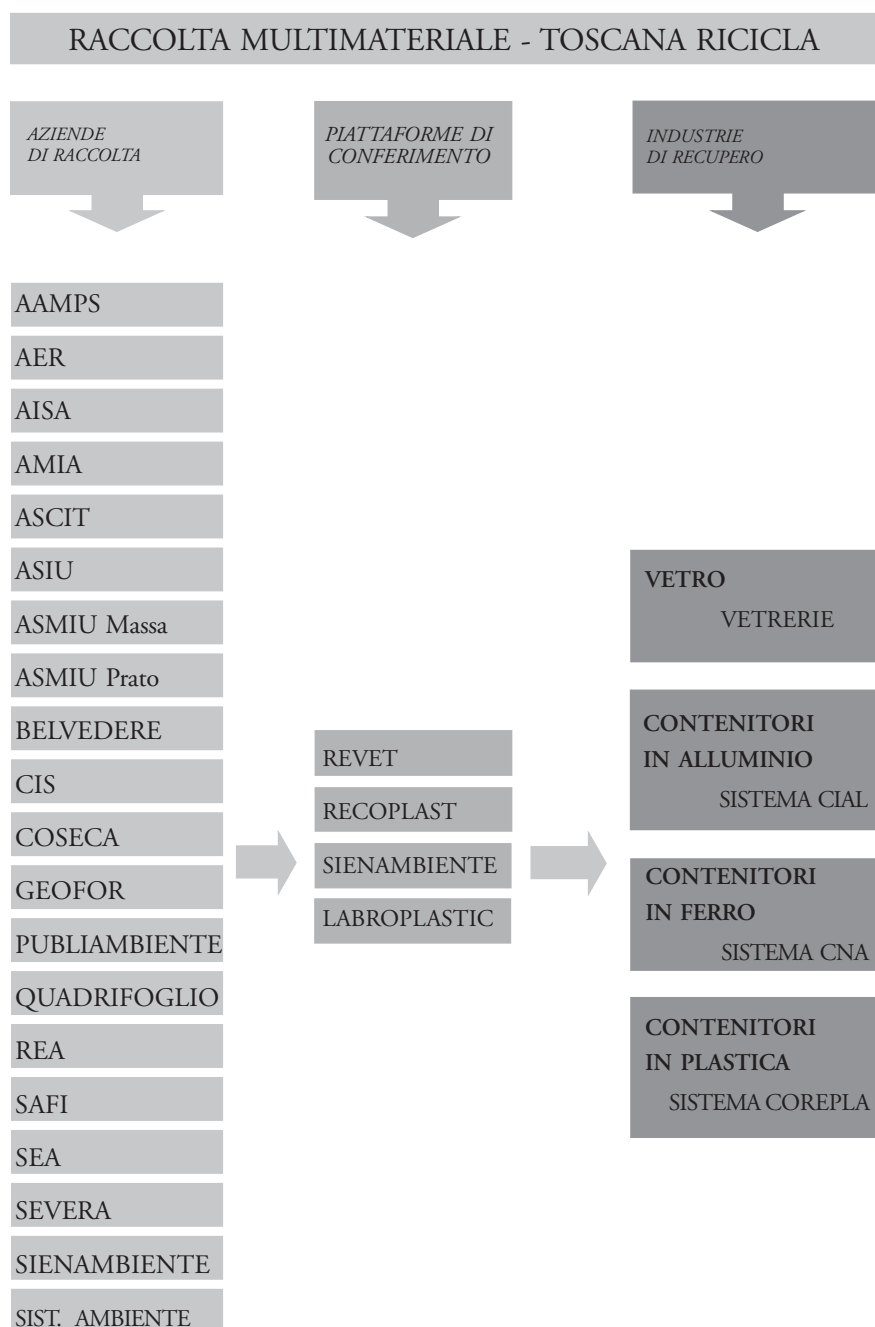 RACCOLTA MULTIMATERIALE - TOSCANA RICICLA
AZIENDE
DI RACCOLTA
PIATTAFORME DI
CONFERIMENTO
INDUSTRIE
DI RECUPERO
AAMPS
AER
AISA
AMIA
ASCIT
ASIU
ASMIU Massa
ASMIU Prato
BELVEDERE
CIS
COSECA
GEOFOR
PUBLIAMBIENTE
QUADRIFOGLIO
REA
SAFI
SEA
SEVERA
SIENAMBIENTE
SIST. AMBIENTE
REVET
RECOPLAST
SIENAMBIENTE
LABROPLASTIC
VETRO
VETRERIE
CONTENITORI
IN ALLUMINIO
SISTEMA CIAL
CONTENITORI
IN FERRO
SISTEMA CNA
CONTENITORI
IN PLASTICA
SISTEMA COREPLA